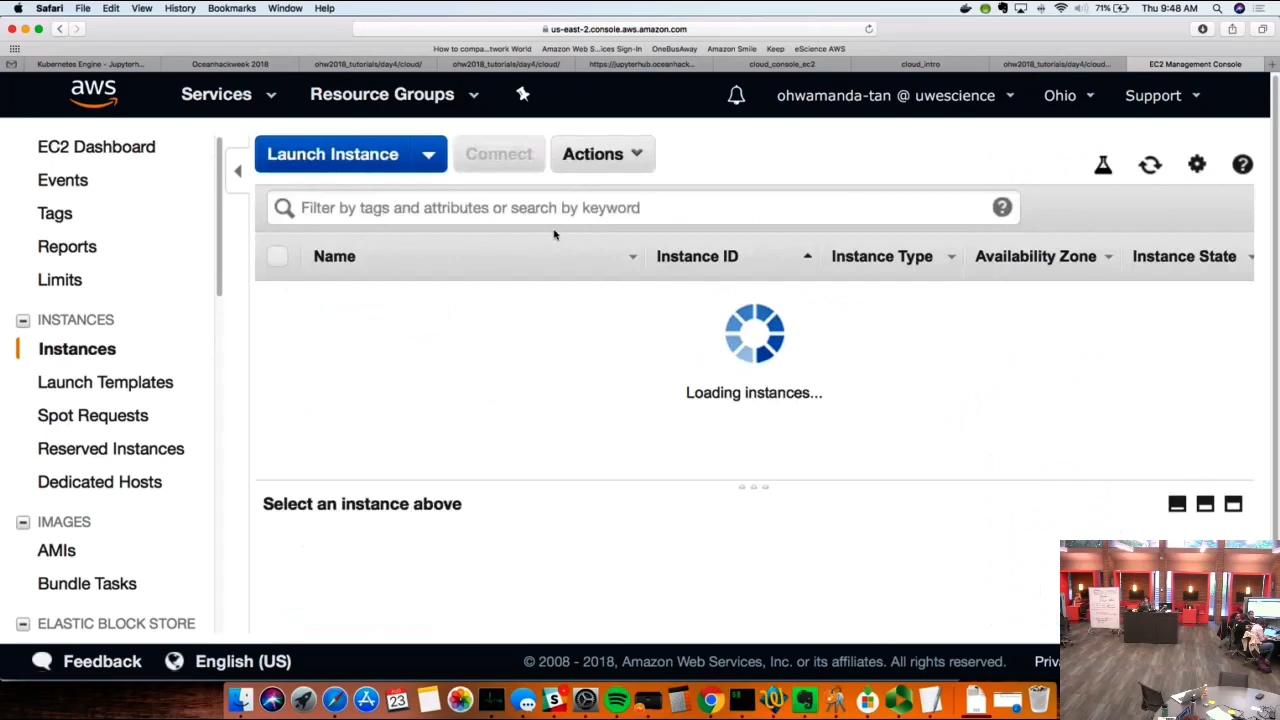 Safari File Edit View History Bookmarks Window Help 71% Thu 9:48 AM
us-east-2.console.aws.amazon.com
How to compa...twork World Amazon Web S...ices Sign-In OneBusAway Amazon Smile Keep eScience AWS
Kubernetes Engine - Jupyterh... Oceanhackweek 2018 ohw2018_tutorials/day4/cloud/ ohw2018_tutorials/day4/cloud/ https://jupyterhub.oceanhack... cloud_console_ec2 cloud_intro ohw2018_tutorials/day4/cloud... EC2 Management Console
aws Services Resource Groups ohwamanda-tan @ uwescience Ohio Support
EC2 Dashboard
Events
Tags
Reports
Limits
INSTANCES
Instances
Launch Templates
Spot Requests
Reserved Instances
Dedicated Hosts
IMAGES
AMIs
Bundle Tasks
ELASTIC BLOCK STORE
Launch Instance Connect Actions
Filter by tags and attributes or search by keyword
Name Instance ID Instance Type Availability Zone Instance State
Loading instances...
Select an instance above
Feedback English (US) © 2008 - 2018, Amazon Web Services, Inc. or its affiliates. All rights reserved. Priva
23